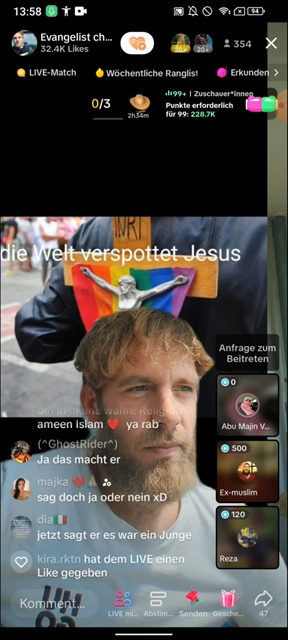 13:58
94
Evangelist ch...
32.4K Likes
30+
20+
354
LIVE-Match
Wöchentliche Ranglist
Erkunden
0/3
2h34m
99+ | Zuschauer*innen
Punkte erforderlich
für 99: 228.7K
INRI
die Welt verspottet Jesus
Anfrage zum
Beitreten
0
Abu Majin V...
500
Ex-muslim
120
Reza
ameen Islam ❤️ ya rab
(^GhostRider^)
Ja das macht er
majka
sag doch ja oder nein xD
dia🇮🇹
jetzt sagt er es war ein Junge
kira.rktn hat dem LIVE einen
Like gegeben
Komment...
LIVE mi...
Abstim...
Senden
Gesche...
47